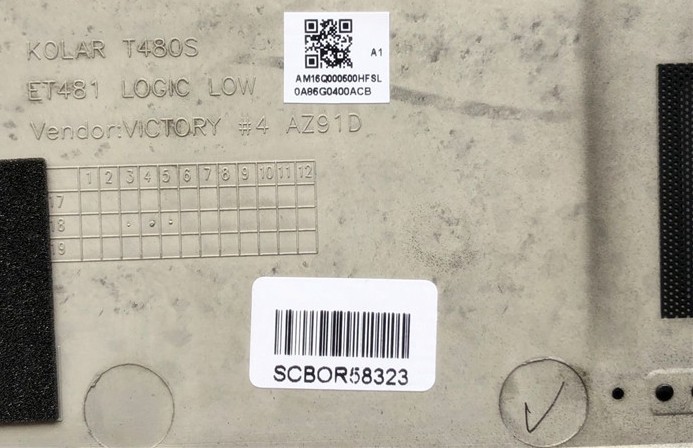 KOLAR T480S
ET481 LOGIC LOW
Vendor:VICTORY #4 AZ91D
A1
AM16Q000600HFSL
0A86G0400ACB
1 2 3 4 5 6 7 8 9 10 11 12
17
18
19
SCBOR58323